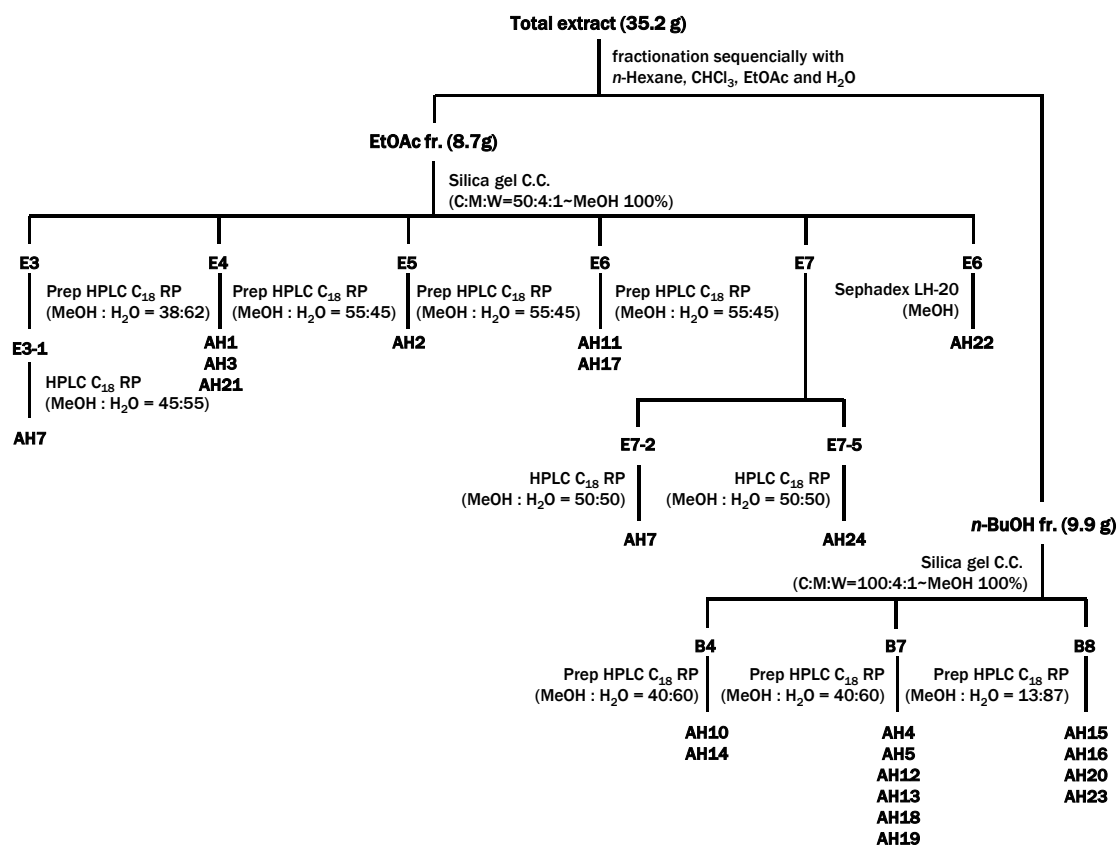 Total extract (35.2 g)
fractionation sequencially with
n-Hexane, CHCl₃, EtOAc and H₂O
EtOAc fr. (8.7g)
Silica gel C.C.
(C:M:W=50:4:1~MeOH 100%)
E3
E4
E5
E6
E7
E6
Prep HPLC C₁₈ RP
(MeOH : H₂O = 38:62)
Prep HPLC C₁₈ RP
(MeOH : H₂O = 55:45)
Prep HPLC C₁₈ RP
(MeOH : H₂O = 55:45)
Prep HPLC C₁₈ RP
(MeOH : H₂O = 55:45)
Sephadex LH-20
(MeOH)
E3-1
AH1
AH3
AH21
AH2
AH11
AH17
AH22
HPLC C₁₈ RP
(MeOH : H₂O = 45:55)
AH7
E7-2
E7-5
HPLC C₁₈ RP
(MeOH : H₂O = 50:50)
HPLC C₁₈ RP
(MeOH : H₂O = 50:50)
AH7
AH24
n-BuOH fr. (9.9 g)
Silica gel C.C.
(C:M:W=100:4:1~MeOH 100%)
B4
B7
B8
Prep HPLC C₁₈ RP
(MeOH : H₂O = 40:60)
Prep HPLC C₁₈ RP
(MeOH : H₂O = 40:60)
Prep HPLC C₁₈ RP
(MeOH : H₂O = 13:87)
AH10
AH14
AH4
AH5
AH12
AH13
AH18
AH19
AH15
AH16
AH20
AH23